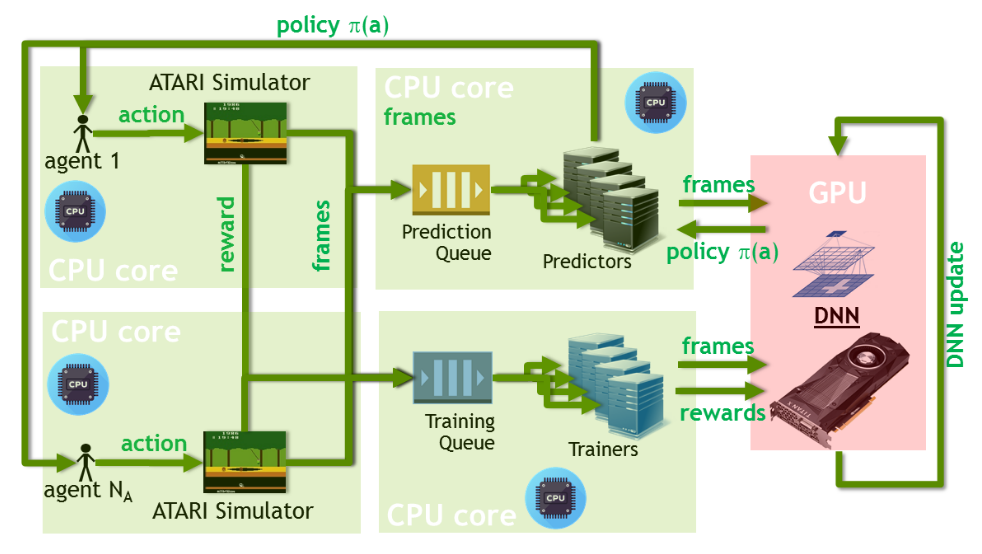 policy π(a)
ATARI Simulator
action
agent 1
CPU
CPU core
reward
frames
CPU core
frames
CPU
Prediction
Queue
Predictors
frames
policy π(a)
GPU
DNN
DNN update
CPU core
CPU
action
agent N_A
ATARI Simulator
Training
Queue
Trainers
frames
rewards
CPU core
CPU
TITAN X